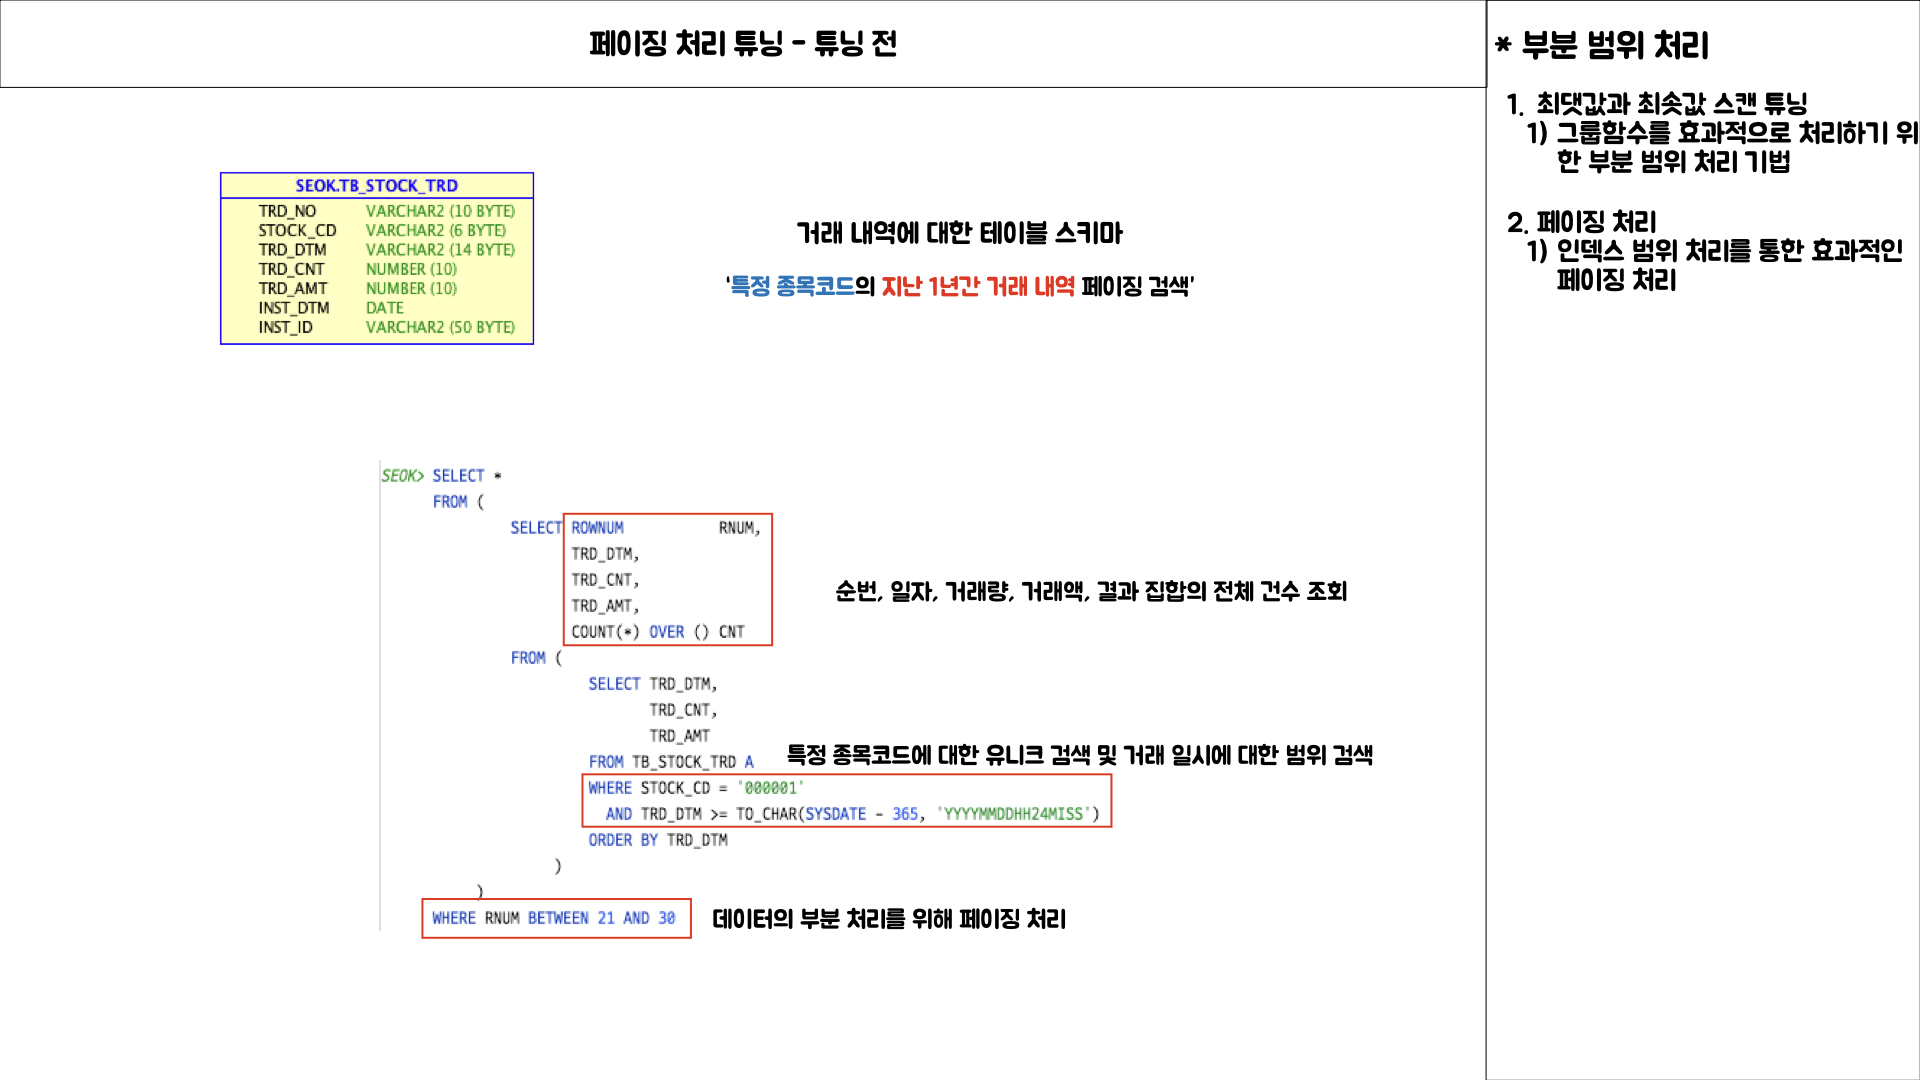 페이징 처리 튜닝 - 튜닝 전
SEOK.TB_STOCK_TRD
TRD_NO VARCHAR2 (10 BYTE)
STOCK_CD VARCHAR2 (6 BYTE)
TRD_DTM VARCHAR2 (14 BYTE)
TRD_CNT NUMBER (10)
TRD_AMT NUMBER (10)
INST_DTM DATE
INST_ID VARCHAR2 (50 BYTE)
거래 내역에 대한 테이블 스키마
'특정 종목코드의 지난 1년간 거래 내역 페이징 검색'
SEOK> SELECT *
FROM (
SELECT ROWNUM RNUM,
TRD_DTM,
TRD_CNT,
TRD_AMT,
COUNT(*) OVER () CNT
순번, 일자, 거래량, 거래액, 결과 집합의 전체 건수 조회
FROM (
SELECT TRD_DTM,
TRD_CNT,
TRD_AMT
FROM TB_STOCK_TRD A
특정 종목코드에 대한 유니크 검색 및 거래 일시에 대한 범위 검색
WHERE STOCK_CD = '000001'
AND TRD_DTM >= TO_CHAR(SYSDATE - 365, 'YYYYMMDDHH24MISS')
ORDER BY TRD_DTM
)
)
WHERE RNUM BETWEEN 21 AND 30
데이터의 부분 처리를 위해 페이징 처리
* 부분 범위 처리
1. 최댓값과 최솟값 스캔 튜닝
1) 그룹함수를 효과적으로 처리하기 위
한 부분 범위 처리 기법
2. 페이징 처리
1) 인덱스 범위 처리를 통한 효과적인
페이징 처리